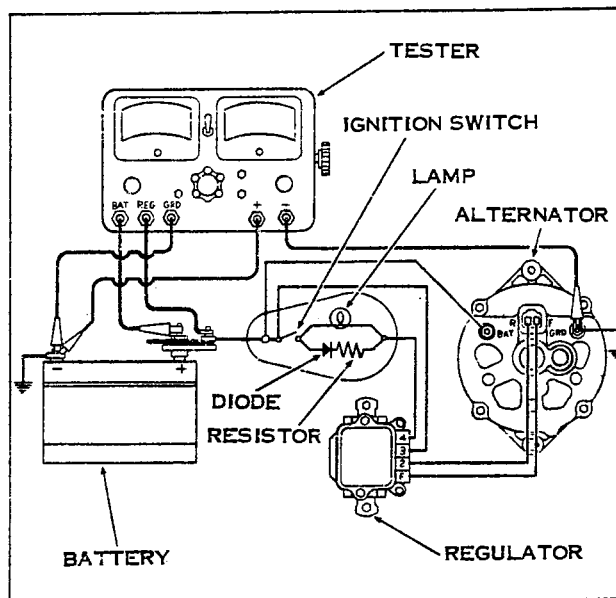 TESTER
IGNITION SWITCH
LAMP
ALTERNATOR
BAT REG GRD + −
R F
BAT GRD
− +
DIODE
RESISTOR
4
3
2
F
BATTERY
REGULATOR